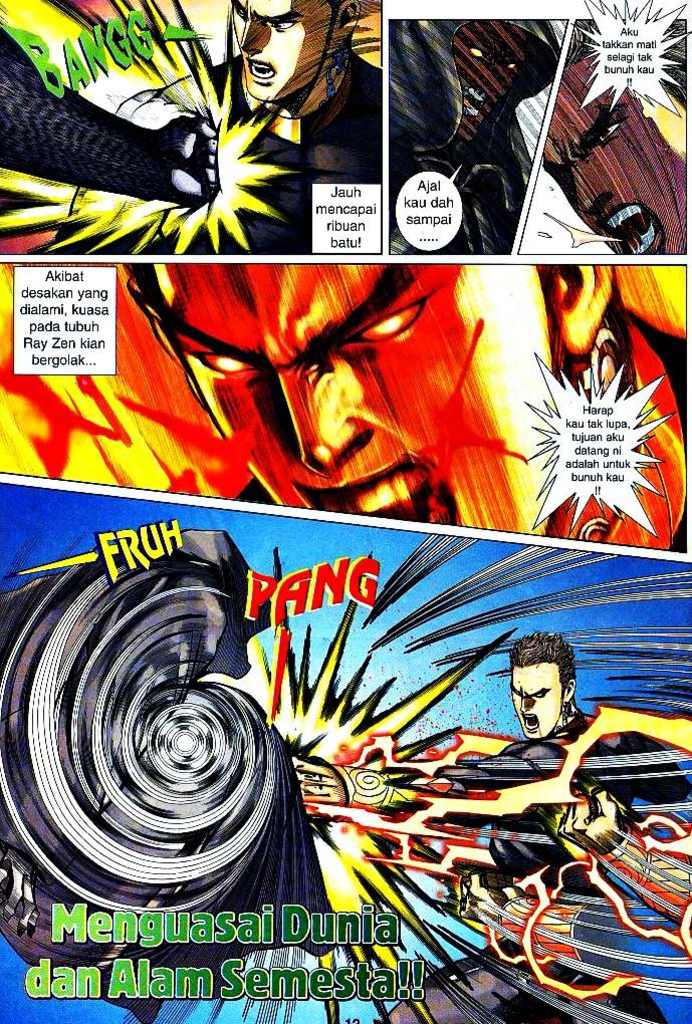 BANGG
Jauh
mencapai
ribuan
batu!
Ajal
kau dah
sampai
.....
Aku
takkan mati
selagi tak
bunuh kau
!!
Akibat
desakan yang
dialami, kuasa
pada tubuh
Ray Zen kian
bergolak...
Harap
kau tak lupa,
tujuan aku
datang ni
adalah untuk
bunuh kau
!!
FRUH
PANG
Menguasai Dunia
dan Alam Semesta!!
12